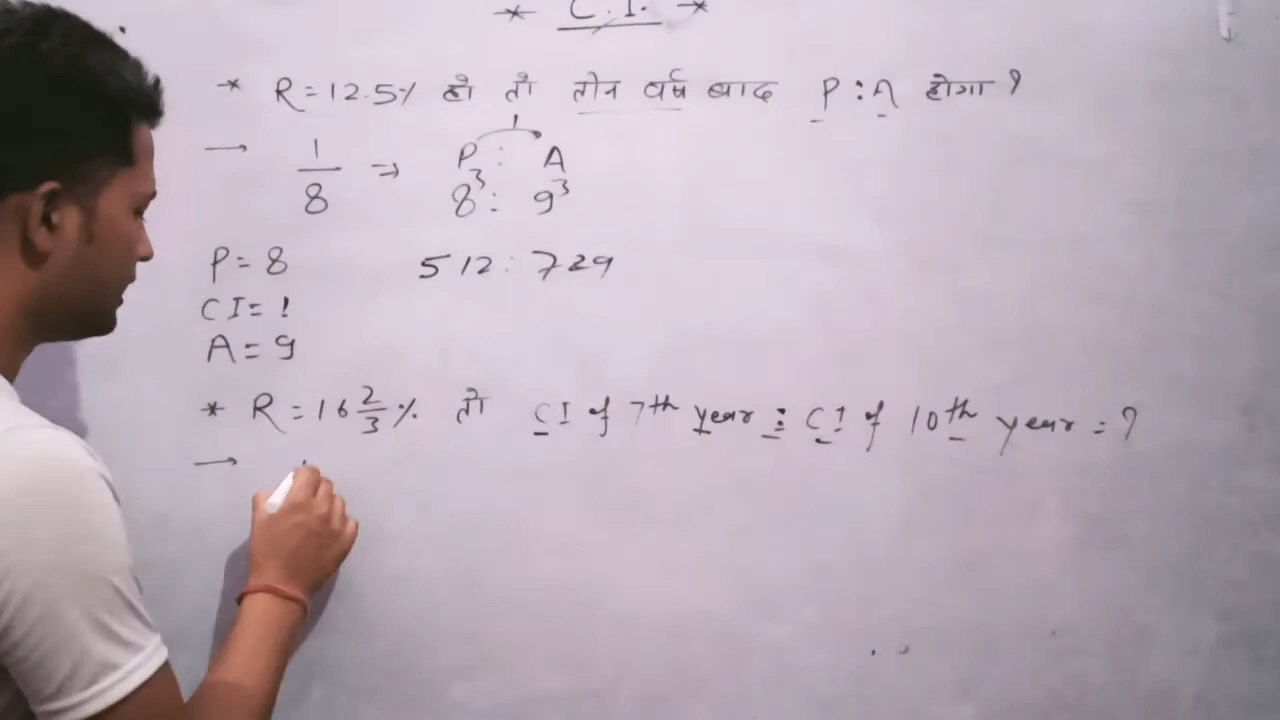 * C.I. *
* R=12.5% हो तो तीन वर्ष बाद P:A होगा ?
→ 1/8 ⇒ P : A
1
8³ : 9³
P = 8 512 : 729
CI = 1
A = 9
* R = 16 2/3 % तो CI of 7th year : CI of 10th year = ?
→